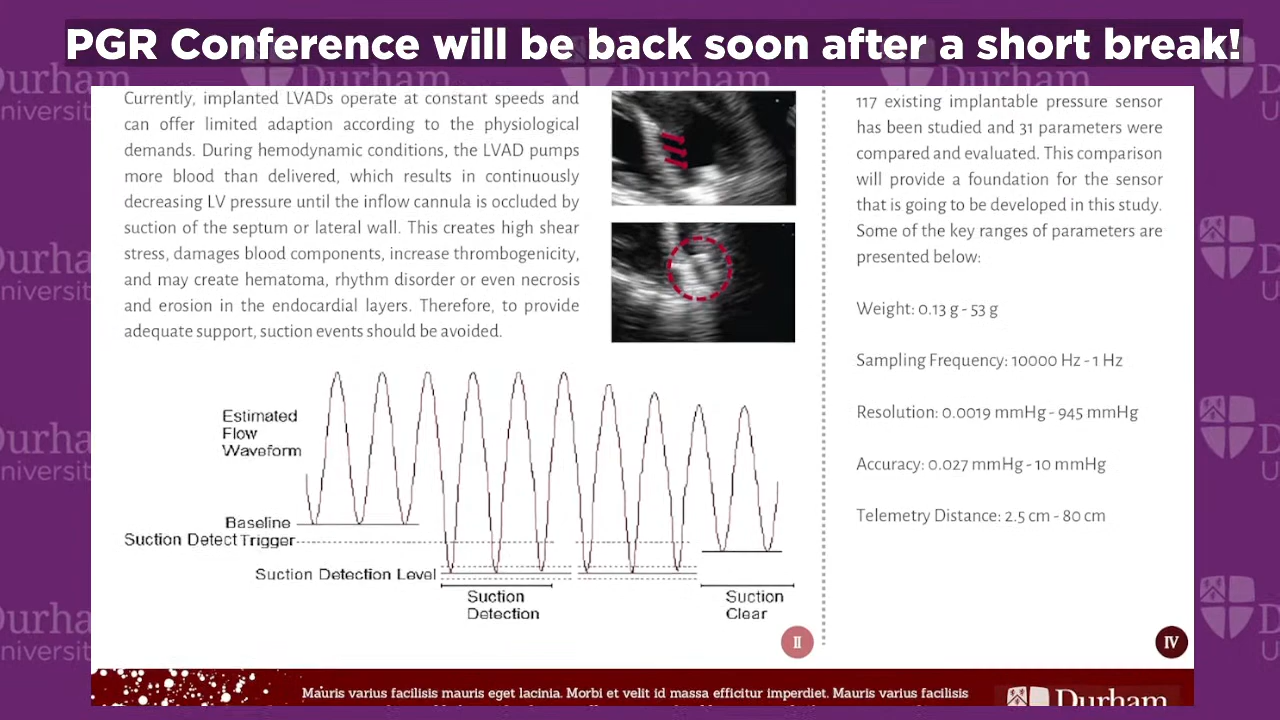 PGR Conference will be back soon after a short break!
Currently, implanted LVADs operate at constant speeds and
can offer limited adaption according to the physiological
demands. During hemodynamic conditions, the LVAD pumps
more blood than delivered, which results in continuously
decreasing LV pressure until the inflow cannula is occluded by
suction of the septum or lateral wall. This creates high shear
stress, damages blood components, increase thrombogenicity,
and may create hematoma, rhythm disorder or even necrosis
and erosion in the endocardial layers. Therefore, to provide
adequate support, suction events should be avoided.
Estimated
Flow
Waveform
Baseline
Suction Detect Trigger
Suction Detection Level
Suction
Detection
Suction
Clear
II
117 existing implantable pressure sensor
has been studied and 31 parameters were
compared and evaluated. This comparison
will provide a foundation for the sensor
that is going to be developed in this study.
Some of the key ranges of parameters are
presented below:
Weight: 0.13 g - 53 g
Sampling Frequency: 10000 Hz - 1 Hz
Resolution: 0.0019 mmHg - 945 mmHg
Accuracy: 0.027 mmHg - 10 mmHg
Telemetry Distance: 2.5 cm - 80 cm
IV
Mauris varius facilisis mauris eget lacinia. Morbi et velit id massa efficitur imperdiet. Mauris varius facilisis
Durham